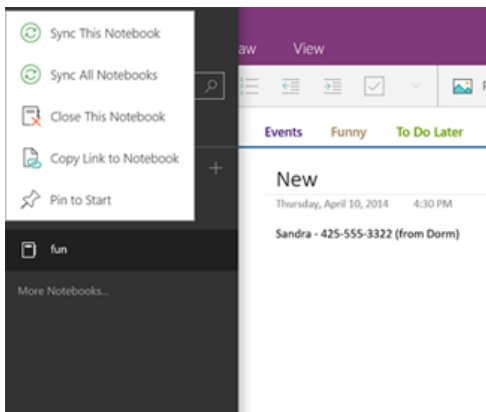 Sync This Notebook
Sync All Notebooks
Close This Notebook
Copy Link to Notebook
Pin to Start
fun
More Notebooks...
aw View
Events Funny To Do Later
New
Thursday, April 10, 2014 4:30 PM
Sandra - 425-555-3322 (from Dorm)